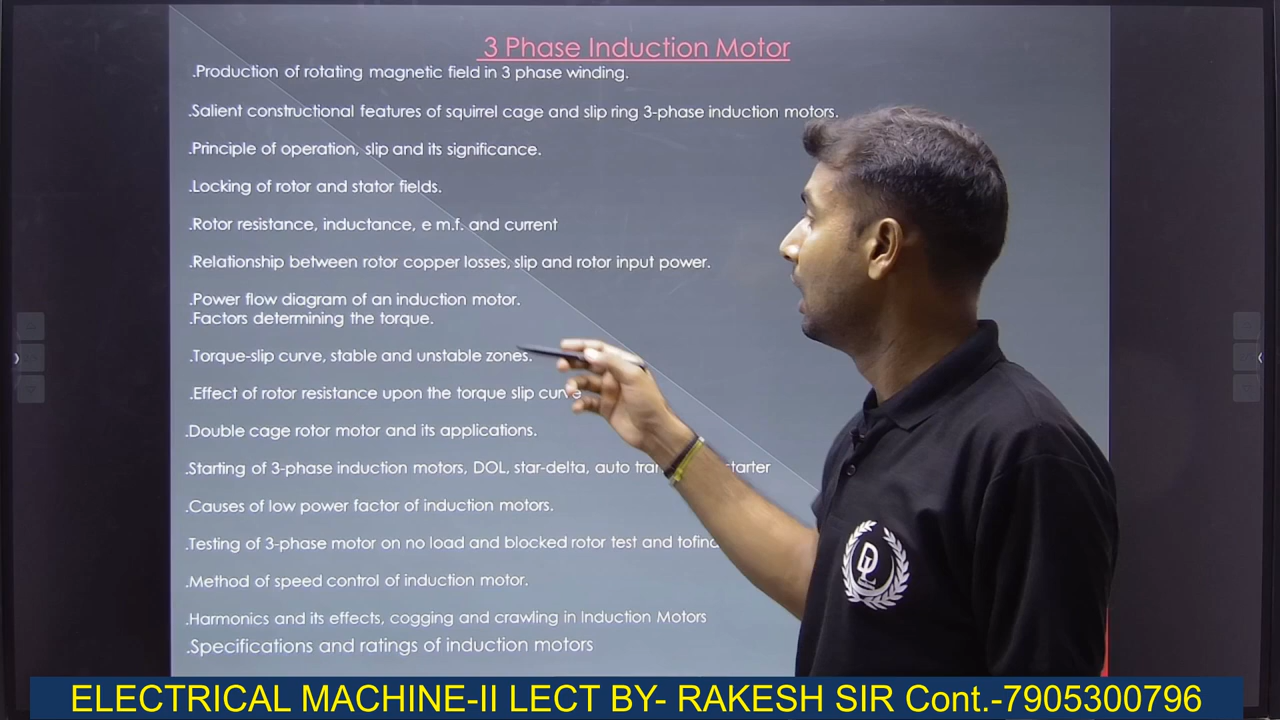 3 Phase Induction Motor
.Production of rotating magnetic field in 3 phase winding.
.Salient constructional features of squirrel cage and slip ring 3-phase induction motors.
.Principle of operation, slip and its significance.
.Locking of rotor and stator fields.
.Rotor resistance, inductance, e m.f. and current
.Relationship between rotor copper losses, slip and rotor input power.
.Power flow diagram of an induction motor.
.Factors determining the torque.
.Torque-slip curve, stable and unstable zones.
.Effect of rotor resistance upon the torque slip curve
.Double cage rotor motor and its applications.
.Starting of 3-phase induction motors, DOL, star-delta, auto
.Causes of low power factor of induction motors.
.Testing of 3-phase motor on no load and blocked rotor test and
.Method of speed control of induction motor.
.Harmonics and its effects, cogging and crawling in Induction Motors
.Specifications and ratings of induction motors
ELECTRICAL MACHINE-II LECT BY- RAKESH SIR Cont.-7905300796